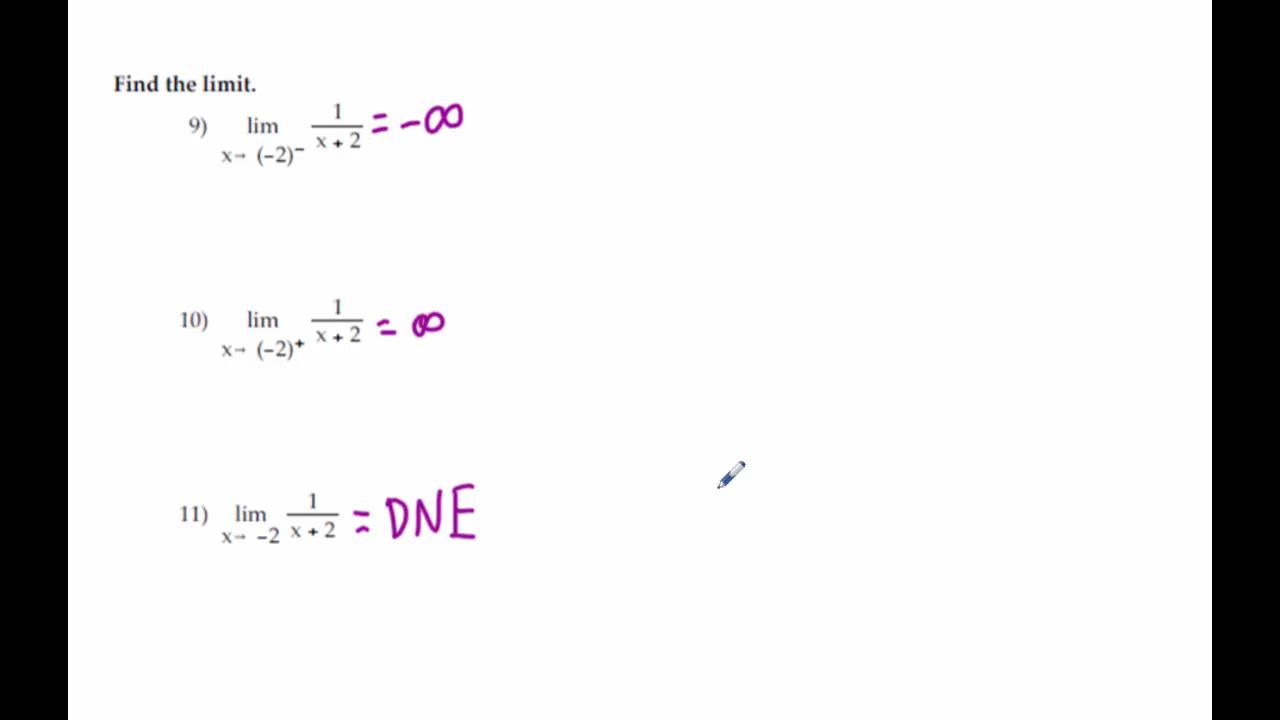 Find the limit.
9) lim x→ (−2)⁻ 1/(x + 2) = −∞
10) lim x→ (−2)⁺ 1/(x + 2) = ∞
11) lim x→ −2 1/(x + 2) = DNE